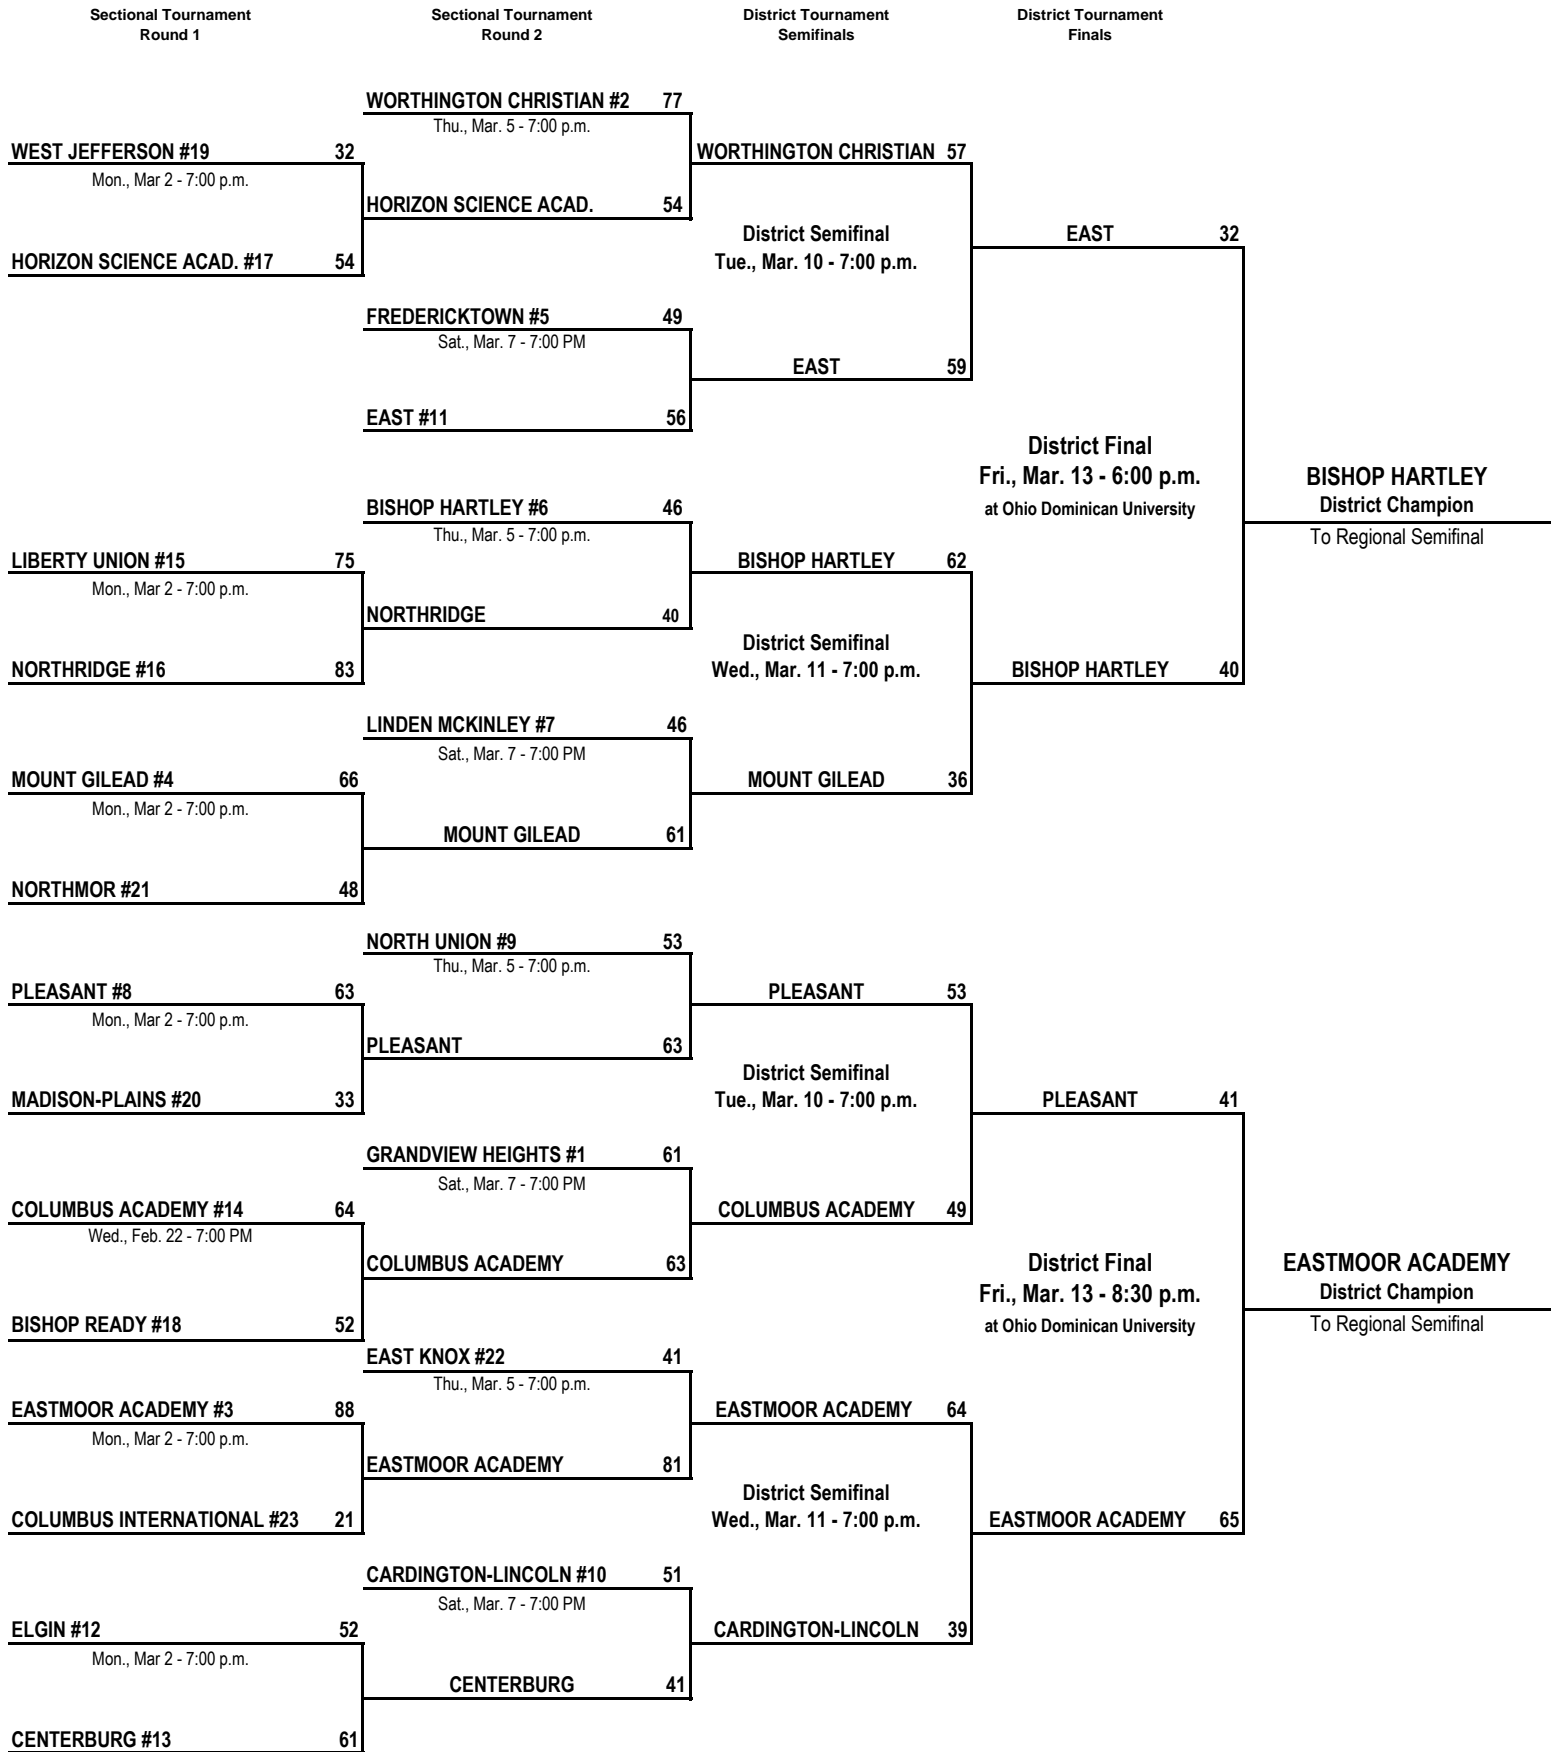 Sectional Tournament Sectional Tournament District Tournament District Tournament
Round 1 Round 2 Semifinals Finals
WORTHINGTON CHRISTIAN #2 77
Thu., Mar. 5 - 7:00 p.m.
WEST JEFFERSON #19 32 WORTHINGTON CHRISTIAN 57
Mon., Mar 2 - 7:00 p.m.
HORIZON SCIENCE ACAD. 54
District Semifinal EAST 32
HORIZON SCIENCE ACAD. #17 54 Tue., Mar. 10 - 7:00 p.m.
FREDERICKTOWN #5 49
Sat., Mar. 7 - 7:00 PM
EAST 59
EAST #11 56
District Final
Fri., Mar. 13 - 6:00 p.m. BISHOP HARTLEY
BISHOP HARTLEY #6 46 at Ohio Dominican University District Champion
Thu., Mar. 5 - 7:00 p.m. To Regional Semifinal
LIBERTY UNION #15 75 BISHOP HARTLEY 62
Mon., Mar 2 - 7:00 p.m.
NORTHRIDGE 40
District Semifinal
NORTHRIDGE #16 83 Wed., Mar. 11 - 7:00 p.m. BISHOP HARTLEY 40
LINDEN MCKINLEY #7 46
Sat., Mar. 7 - 7:00 PM
MOUNT GILEAD #4 66 MOUNT GILEAD 36
Mon., Mar 2 - 7:00 p.m.
MOUNT GILEAD 61
NORTHMOR #21 48
NORTH UNION #9 53
Thu., Mar. 5 - 7:00 p.m.
PLEASANT #8 63 PLEASANT 53
Mon., Mar 2 - 7:00 p.m.
PLEASANT 63
District Semifinal
MADISON-PLAINS #20 33 Tue., Mar. 10 - 7:00 p.m. PLEASANT 41
GRANDVIEW HEIGHTS #1 61
Sat., Mar. 7 - 7:00 PM
COLUMBUS ACADEMY #14 64 COLUMBUS ACADEMY 49
Wed., Feb. 22 - 7:00 PM
COLUMBUS ACADEMY 63 District Final EASTMOOR ACADEMY
Fri., Mar. 13 - 8:30 p.m. District Champion
BISHOP READY #18 52 at Ohio Dominican University To Regional Semifinal
EAST KNOX #22 41
Thu., Mar. 5 - 7:00 p.m.
EASTMOOR ACADEMY #3 88 EASTMOOR ACADEMY 64
Mon., Mar 2 - 7:00 p.m.
EASTMOOR ACADEMY 81
District Semifinal
COLUMBUS INTERNATIONAL #23 21 Wed., Mar. 11 - 7:00 p.m. EASTMOOR ACADEMY 65
CARDINGTON-LINCOLN #10 51
Sat., Mar. 7 - 7:00 PM
ELGIN #12 52 CARDINGTON-LINCOLN 39
Mon., Mar 2 - 7:00 p.m.
CENTERBURG 41
CENTERBURG #13 61